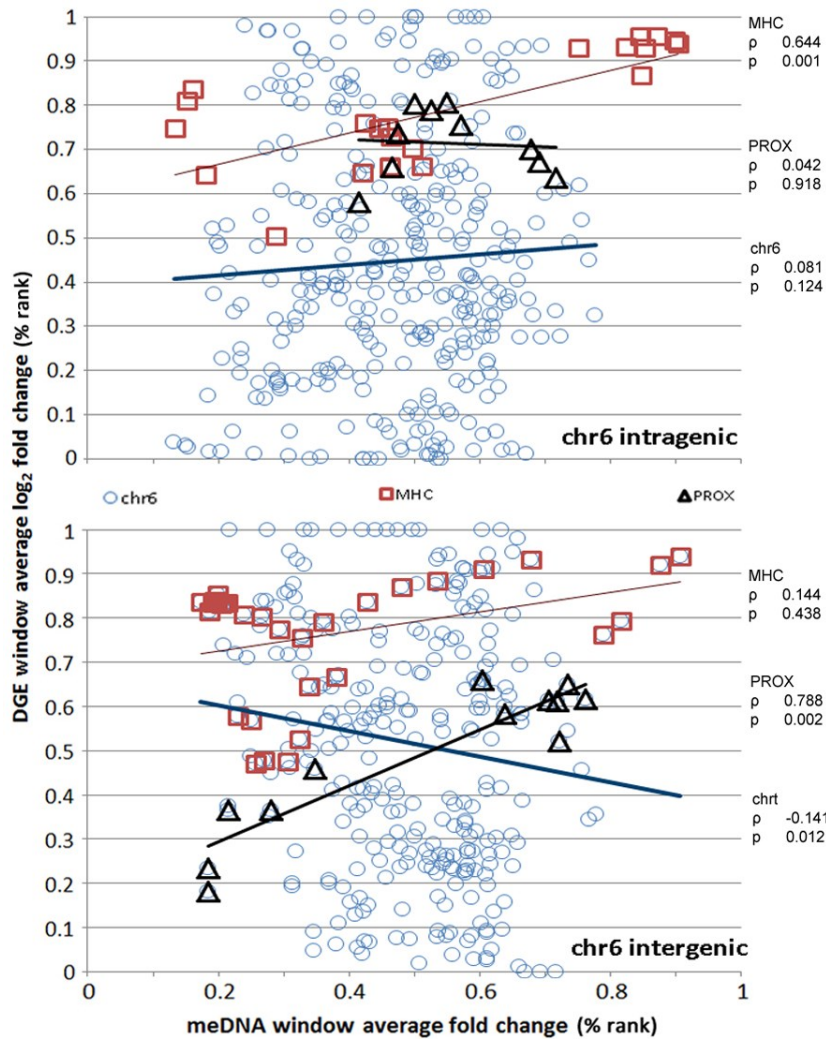 DGE window average log2 fold change (% rank)
1
0.9
0.8
0.7
0.6
0.5
0.4
0.3
0.2
0.1
0
MHC
ρ 0.644
p 0.001
PROX
ρ 0.042
p 0.918
chr6
ρ 0.081
p 0.124
chr6 intragenic
chr6
MHC
PROX
1
0.9
0.8
0.7
0.6
0.5
0.4
0.3
0.2
0.1
0
MHC
ρ 0.144
p 0.438
PROX
ρ 0.788
p 0.002
chrt
ρ -0.141
p 0.012
chr6 intergenic
0 0.2 0.4 0.6 0.8 1
meDNA window average fold change (% rank)